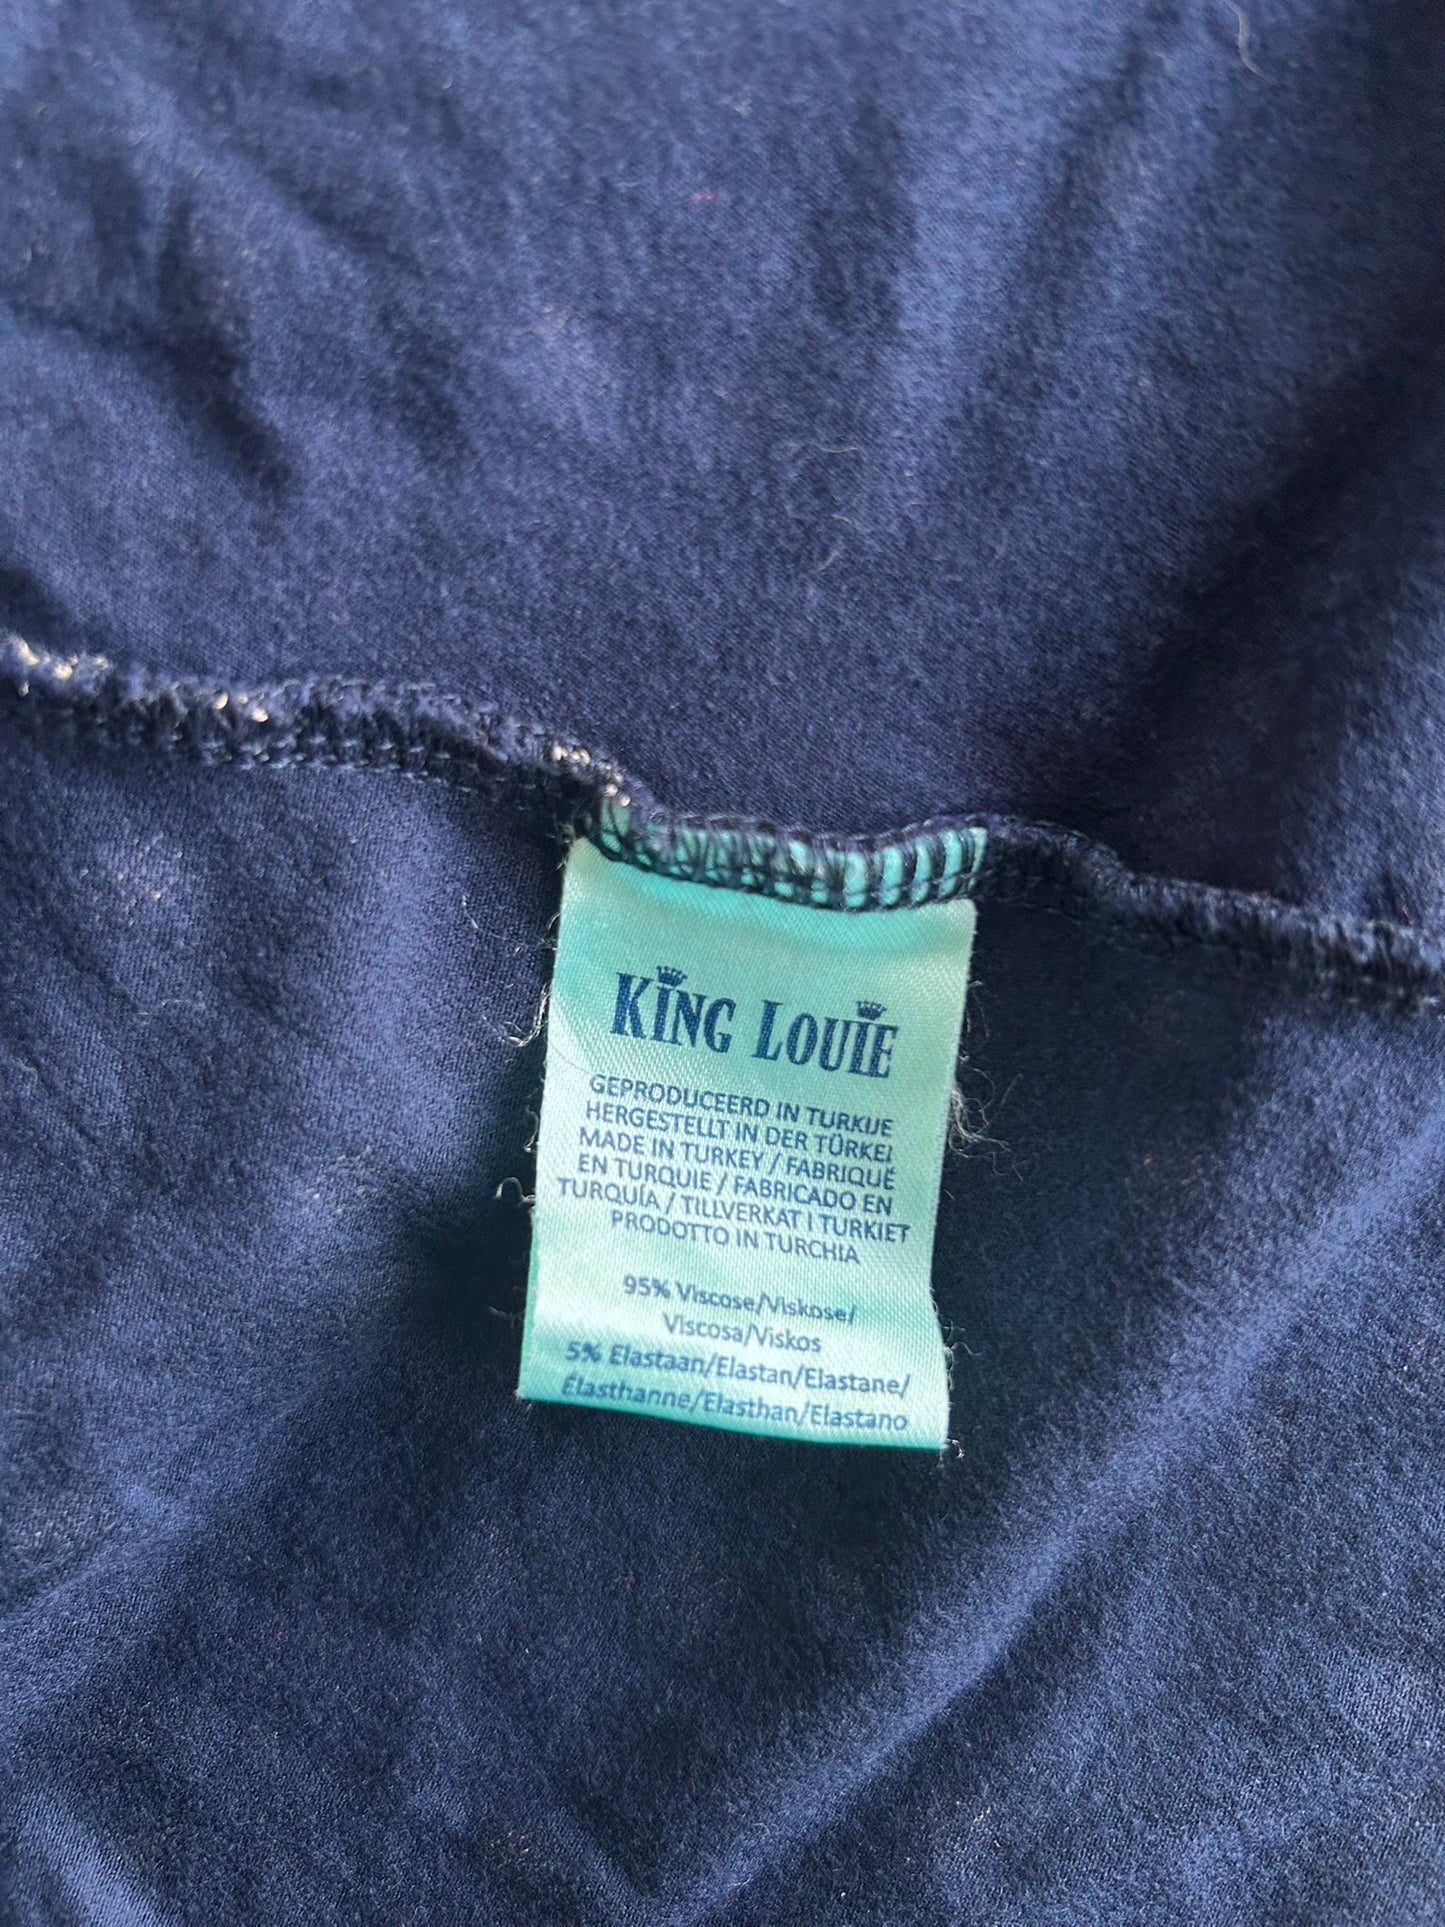 KING LOUIE
GEPRODUCEERD IN TURKIJE
HERGESTELLT IN DER TÜRKEI
MADE IN TURKEY / FABRIQUÉ
EN TURQUIE / FABRICADO EN
TURQUÍA / TILLVERKAT I TURKIET
PRODOTTO IN TURCHIA
95% Viscose/Viskose/
Viscosa/Viskos
5% Elastaan/Elastan/Elastane/
Élasthanne/Elasthan/Elastano